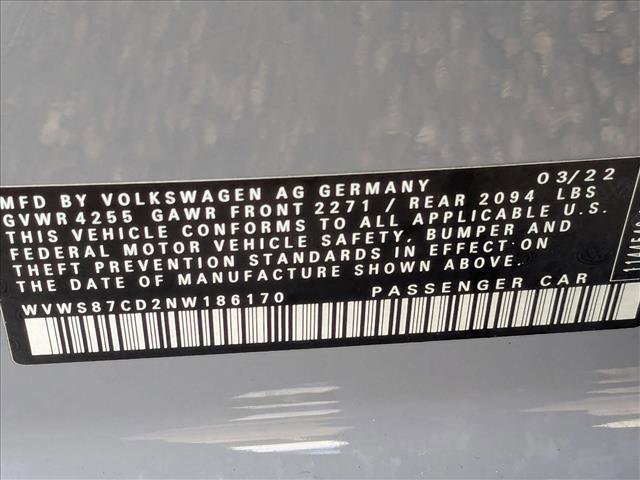 MFD BY VOLKSWAGEN AG GERMANY 03/22
GVWR 4255 GAWR FRONT 2271 / REAR 2094 LBS
THIS VEHICLE CONFORMS TO ALL APPLICABLE U.S.
FEDERAL MOTOR VEHICLE SAFETY, BUMPER AND
THEFT PREVENTION STANDARDS IN EFFECT ON
THE DATE OF MANUFACTURE SHOWN ABOVE.
WVWS87CD2NW186170 PASSENGER CAR